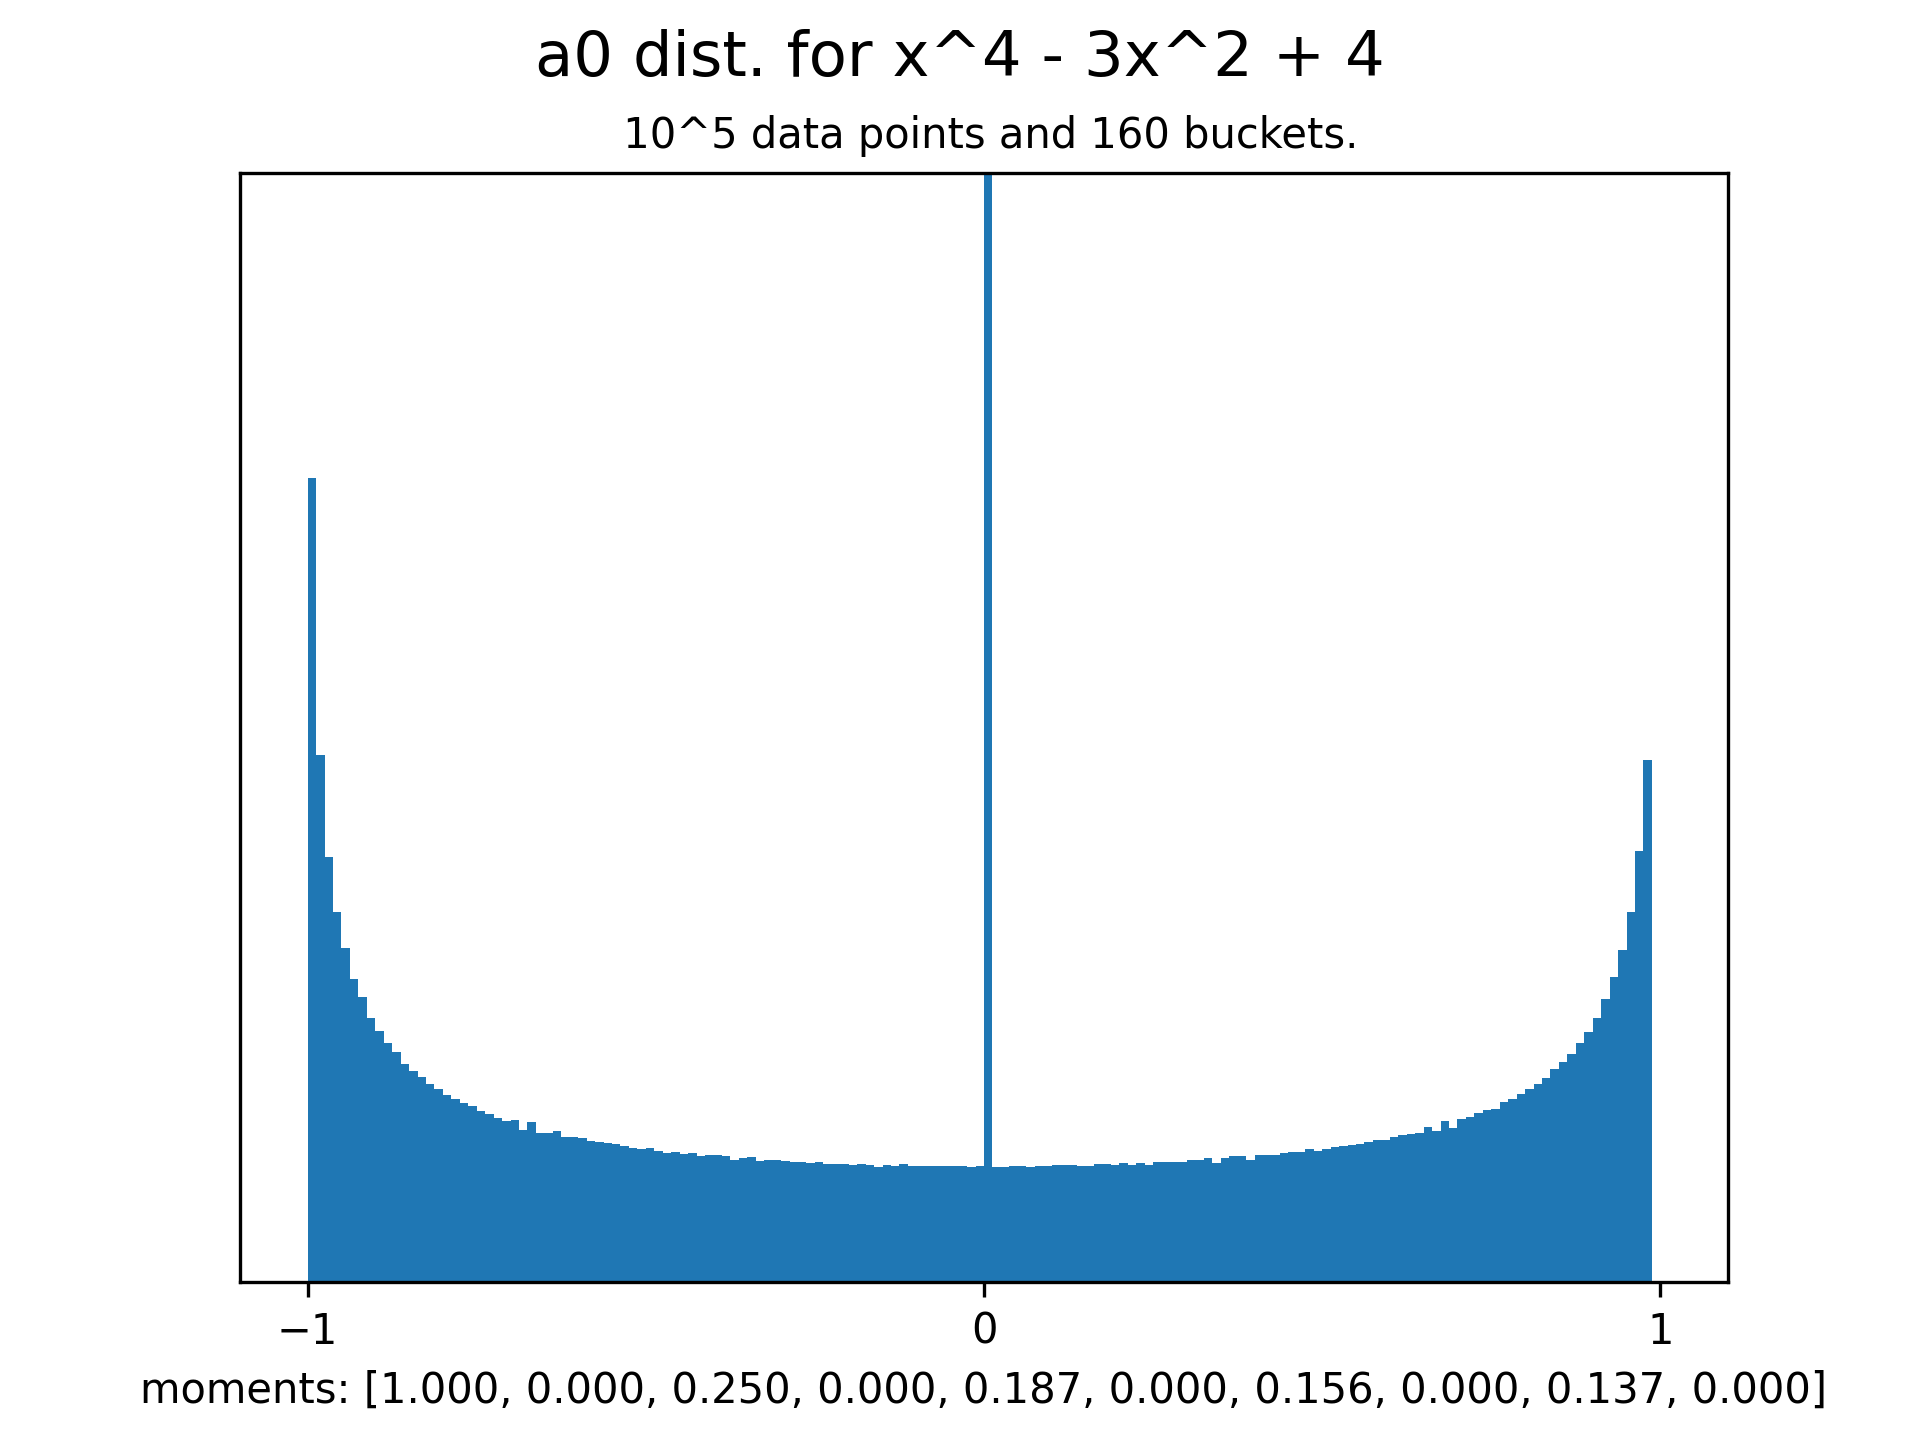 a0 dist. for x^4 - 3x^2 + 4
10^5 data points and 160 buckets.
−1 0 1
moments: [1.000, 0.000, 0.250, 0.000, 0.187, 0.000, 0.156, 0.000, 0.137, 0.000]